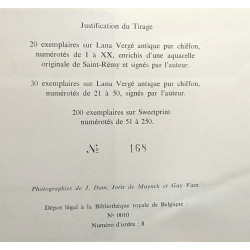 Justification du Tirage
20 exemplaires sur Lana Vergé antique pur chiffon,
numérotés de I à XX, enrichis d'une aquarelle
originale de Saint-Rémy et signés par l'auteur.
30 exemplaires sur Lana Vergé antique pur chiffon,
numérotés de 21 à 50, signés par l'auteur.
200 exemplaires sur Sweetprint
numérotés de 51 à 250.
№ 168
Photographies de J. Dam, Joris de Muynck et Guy Vam.
Dépot légal à la Bibliothèque royale de Belgique :
N° 0010
Numéro d'ordre : 8